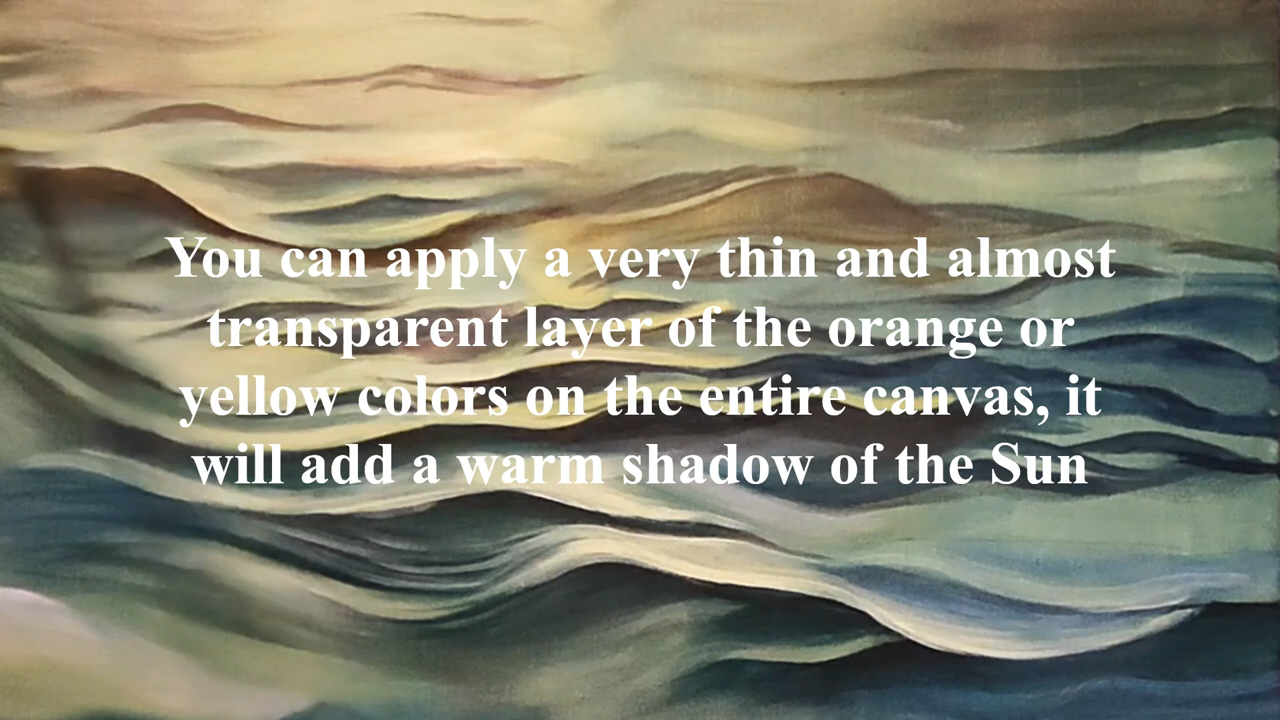 You can apply a very thin and almost
transparent layer of the orange or
yellow colors on the entire canvas, it
will add a warm shadow of the Sun